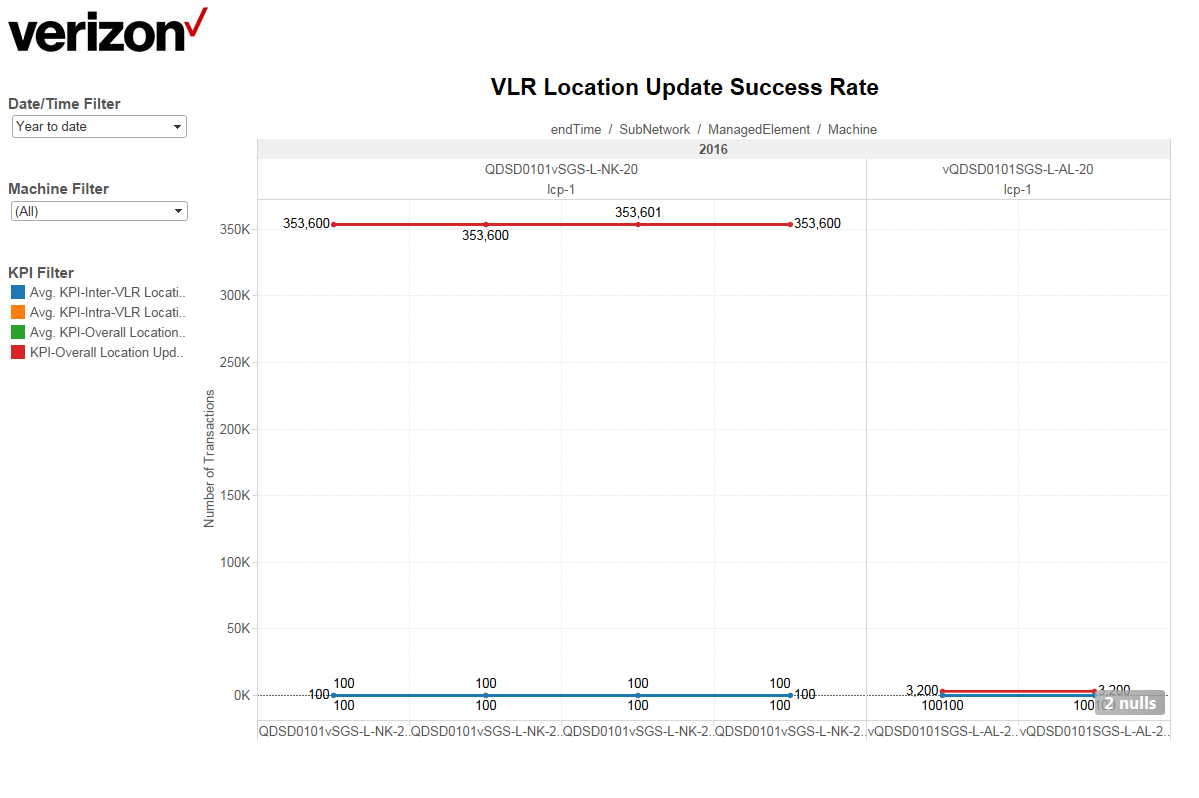 verizon✓
VLR Location Update Success Rate
Date/Time Filter
Year to date
endTime / SubNetwork / ManagedElement / Machine
2016
QDSD0101vSGS-L-NK-20
vQDSD0101SGS-L-AL-20
lcp-1
lcp-1
Machine Filter
(All)
KPI Filter
Avg. KPI-Inter-VLR Locati..
Avg. KPI-Intra-VLR Locati..
Avg. KPI-Overall Location..
KPI-Overall Location Upd..
Number of Transactions
350K
300K
250K
200K
150K
100K
50K
0K
353,600
353,600
353,601
353,600
100
100
100
100
100
100
100
100
100
100
3,200
3,200
100100
100
2 nulls
QDSD0101vSGS-L-NK-2..
QDSD0101vSGS-L-NK-2..
QDSD0101vSGS-L-NK-2..
QDSD0101vSGS-L-NK-2..
vQDSD0101SGS-L-AL-2..
vQDSD0101SGS-L-AL-2..